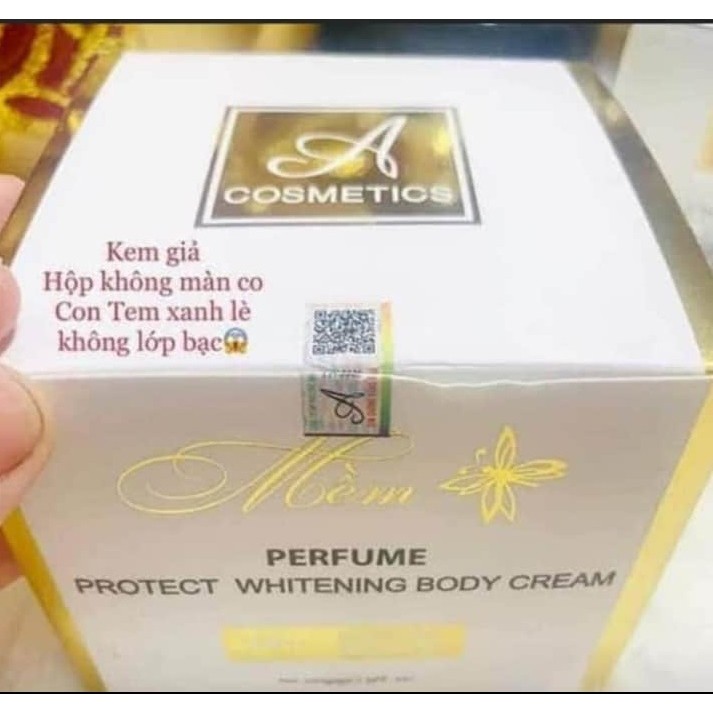 A
COSMETICS
Kem giả
Hộp không màn co
Con Tem xanh lè
không lớp bạc😱
A
Mềm
PERFUME
PROTECT WHITENING BODY CREAM